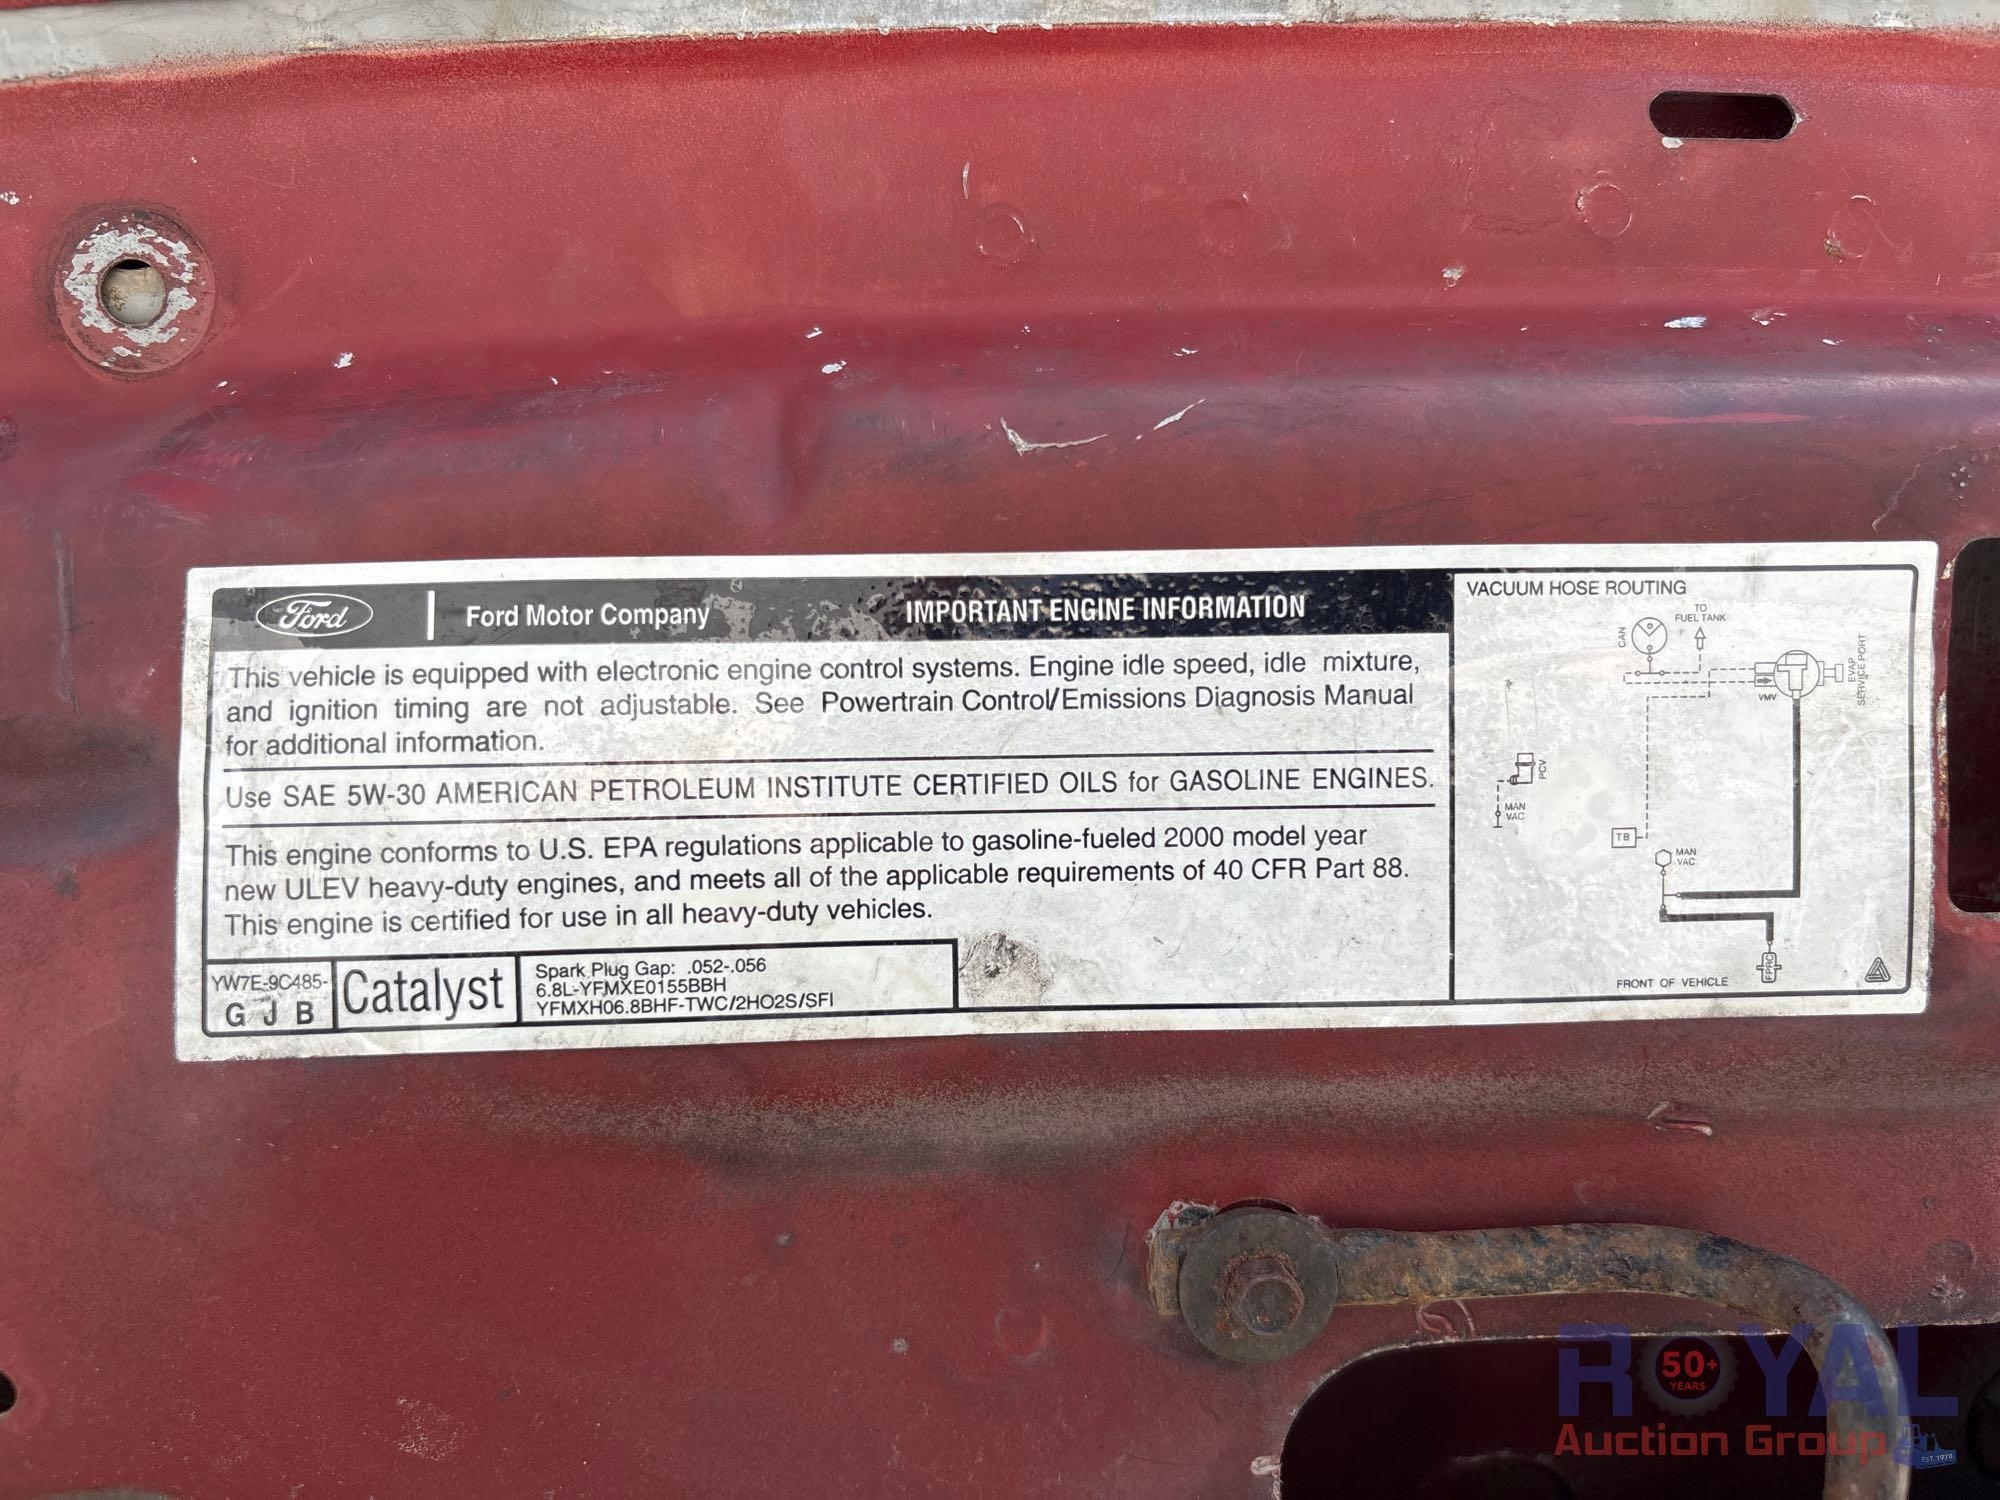 Ford
Ford Motor Company
IMPORTANT ENGINE INFORMATION
This vehicle is equipped with electronic engine control systems. Engine idle speed, idle mixture,
and ignition timing are not adjustable. See Powertrain Control/Emissions Diagnosis Manual
for additional information.
Use SAE 5W-30 AMERICAN PETROLEUM INSTITUTE CERTIFIED OILS for GASOLINE ENGINES.
This engine conforms to U.S. EPA regulations applicable to gasoline-fueled 2000 model year
new ULEV heavy-duty engines, and meets all of the applicable requirements of 40 CFR Part 88.
This engine is certified for use in all heavy-duty vehicles.
YW7E-9C485-
G J B
Catalyst
Spark Plug Gap: .052-.056
6.8L-YFMXE0155BBH
YFMXH06.8BHF-TWC/2HO2S/SFI
VACUUM HOSE ROUTING
TO
FUEL TANK
CAN
VMV
EVAP
SERVICE PORT
PCV
MAN
VAC
TB
MAN
VAC
FPRC
FRONT OF VEHICLE
ROYAL
50+
YEARS
Auction Group
EST. 1970